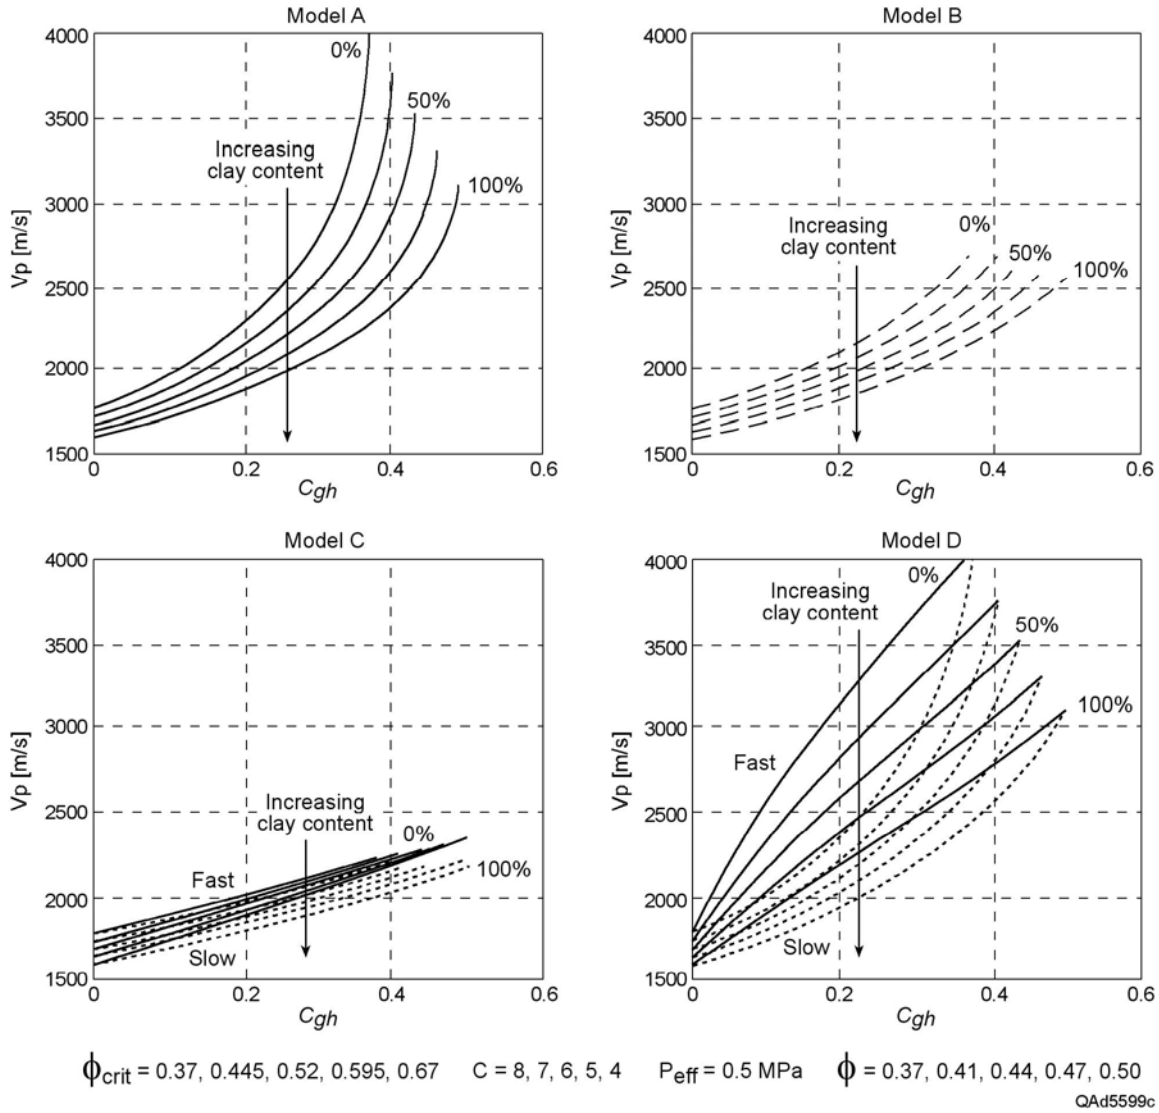 Model A
4000
3500
3000
2500
2000
1500
Vp [m/s]
0%
50%
100%
Increasing
clay content
0
0.2
0.4
0.6
Cgh
Model B
4000
3500
3000
2500
2000
1500
Vp [m/s]
Increasing
clay content
0%
50%
100%
0
0.2
0.4
0.6
Cgh
Model C
4000
3500
3000
2500
2000
1500
Vp [m/s]
Increasing
clay content
0%
100%
Fast
Slow
0
0.2
0.4
0.6
Cgh
Model D
4000
3500
3000
2500
2000
1500
Vp [m/s]
Increasing
clay content
0%
50%
100%
Fast
Slow
0
0.2
0.4
0.6
Cgh
ϕcrit = 0.37, 0.445, 0.52, 0.595, 0.67 C = 8, 7, 6, 5, 4 Peff = 0.5 MPa ϕ = 0.37, 0.41, 0.44, 0.47, 0.50
QAd5599c